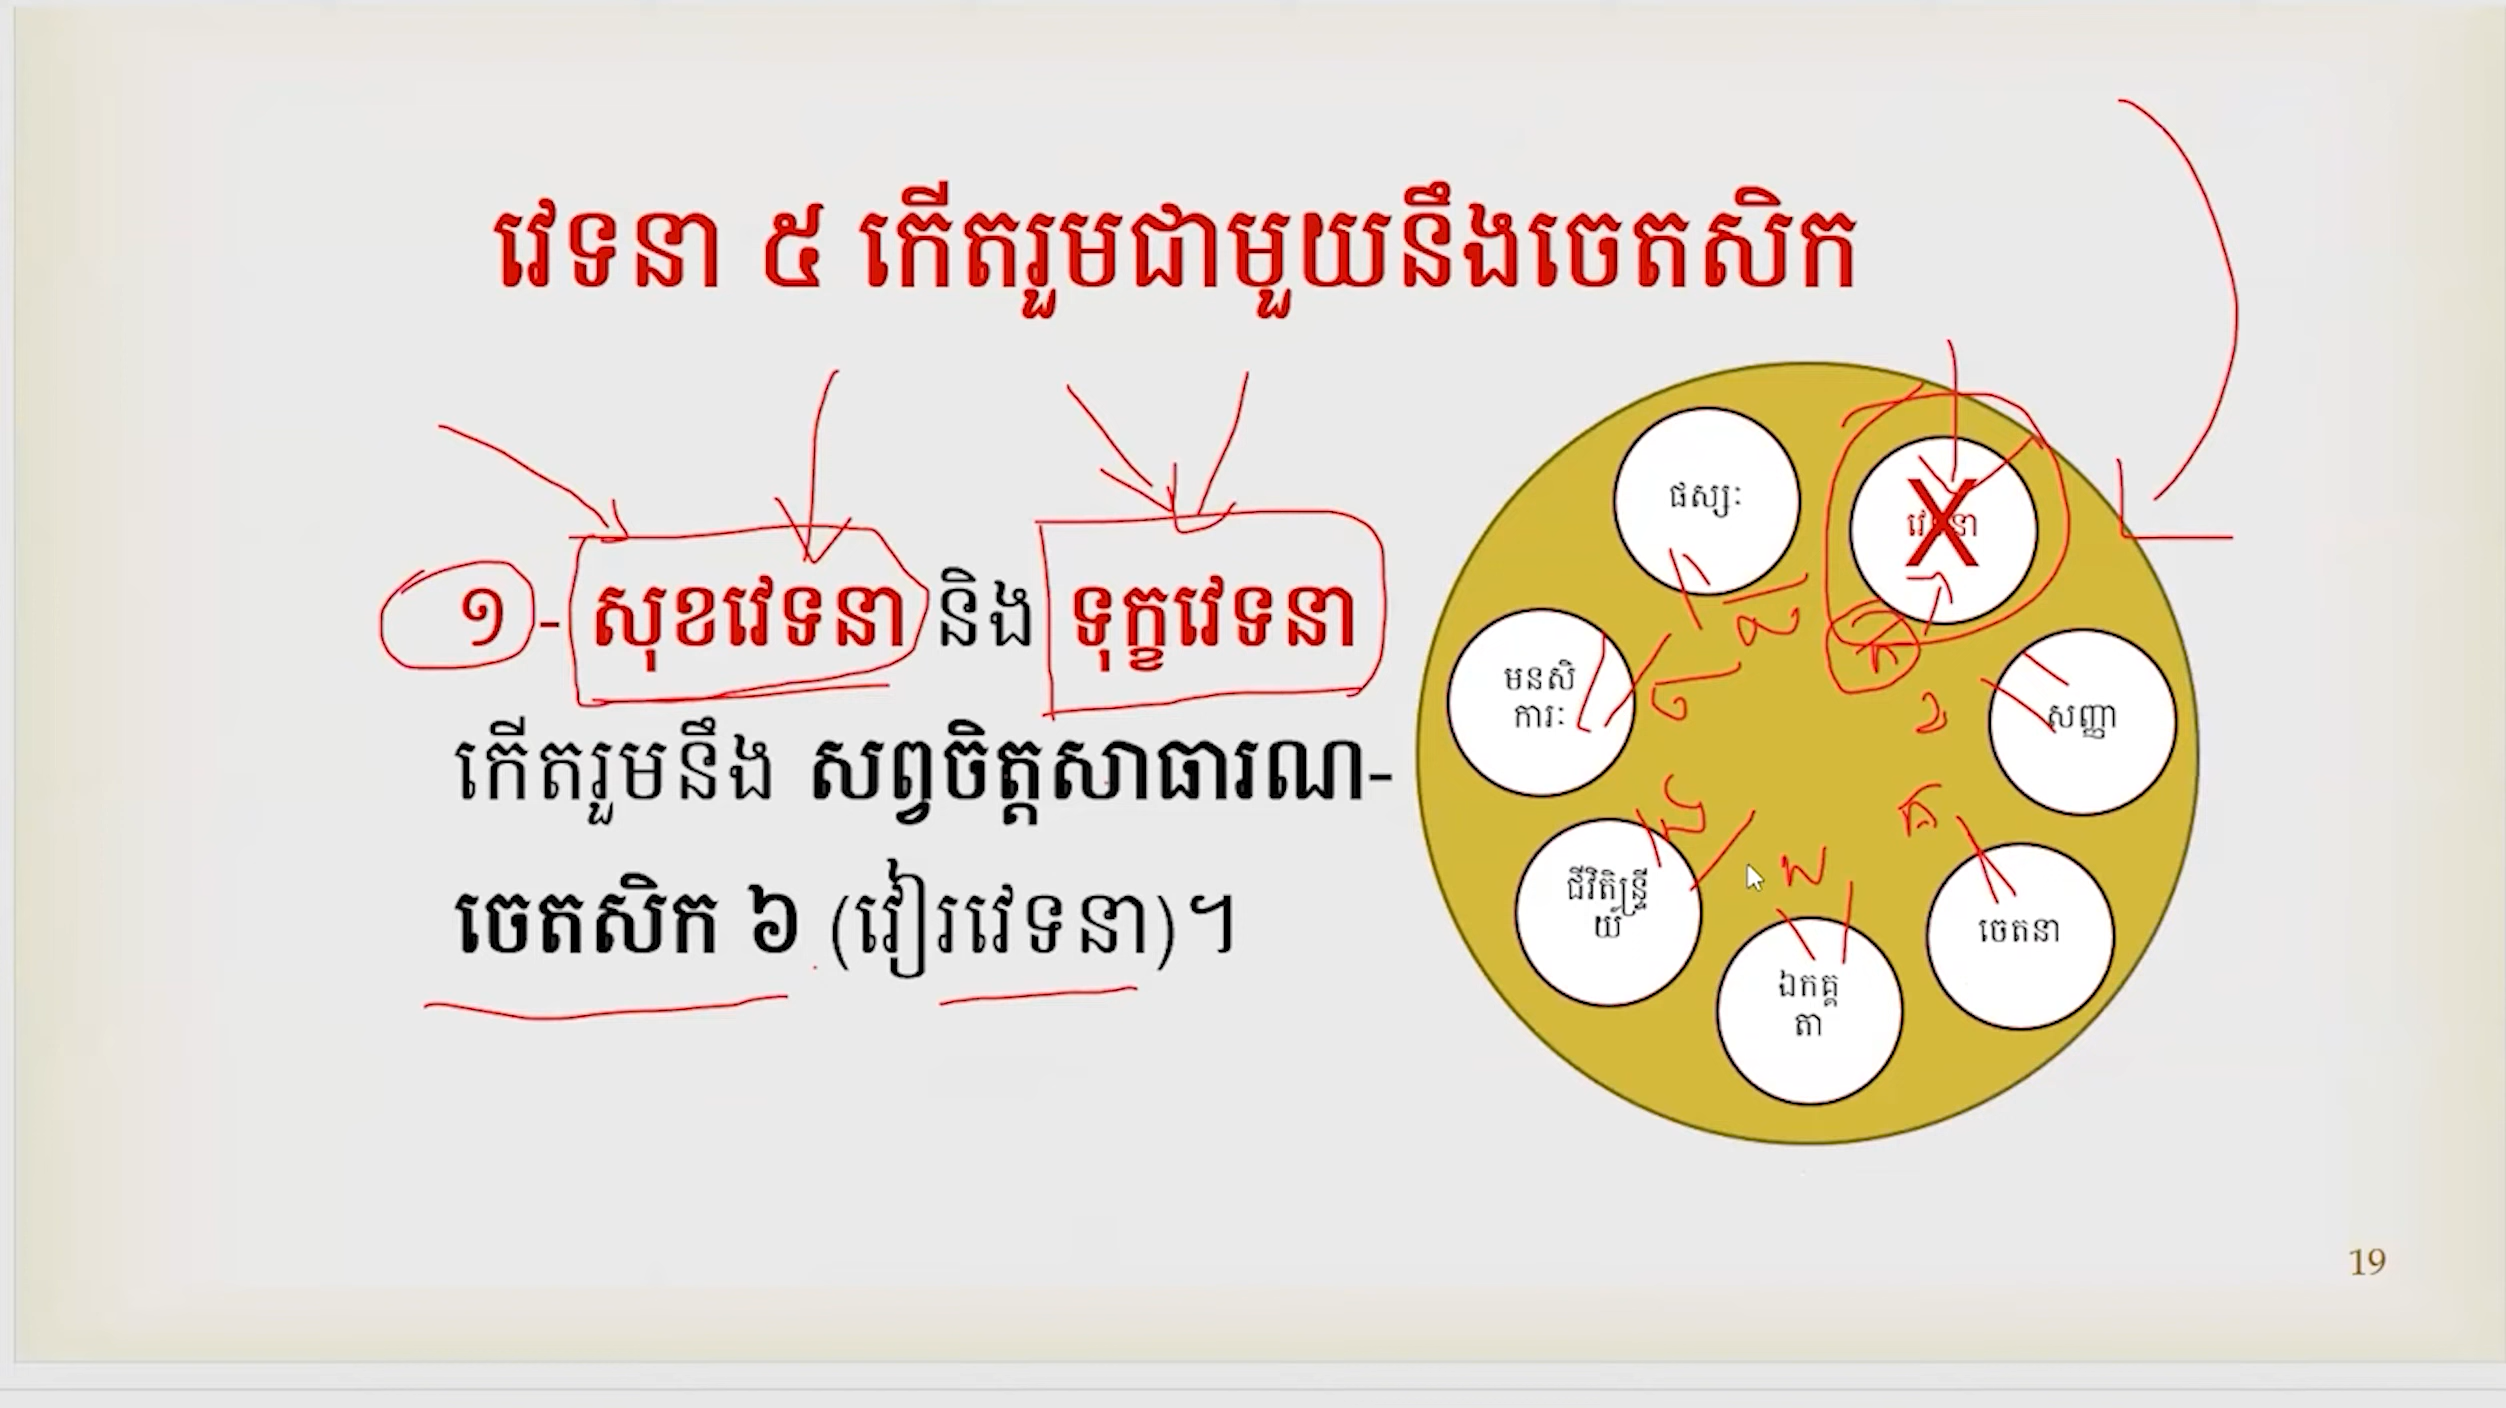 វេទនា ៥ កើតរួមជាមួយនឹងចេតសិក
១- សុខវេទនា និង ទុក្ខវេទនា
កើតរួមនឹង សព្វចិត្តសាធារណ-
ចេតសិក ៦ (វៀរវេទនា)។
ផស្សៈ
វេទនា
X
មនសិ
ការៈ
សញ្ញា
ជីវិតិន្ទ្រី
យ៍
ចេតនា
ឯកគ្គ
តា
19